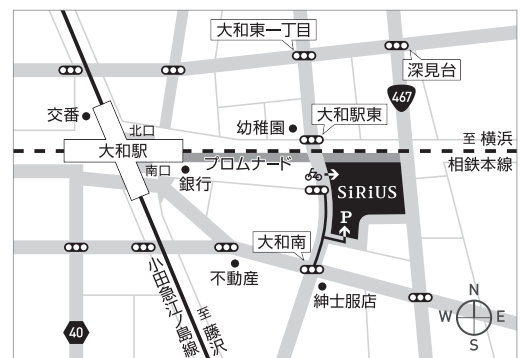 大和東一丁目
深見台
467
交番
北口
幼稚園
大和駅東
大和駅
至 横浜
プロムナード
相鉄本線
南口
銀行
SiRiUS
P
大和南
不動産
小田急江ノ島線
至 藤沢
紳士服店
40
N
W
E
S